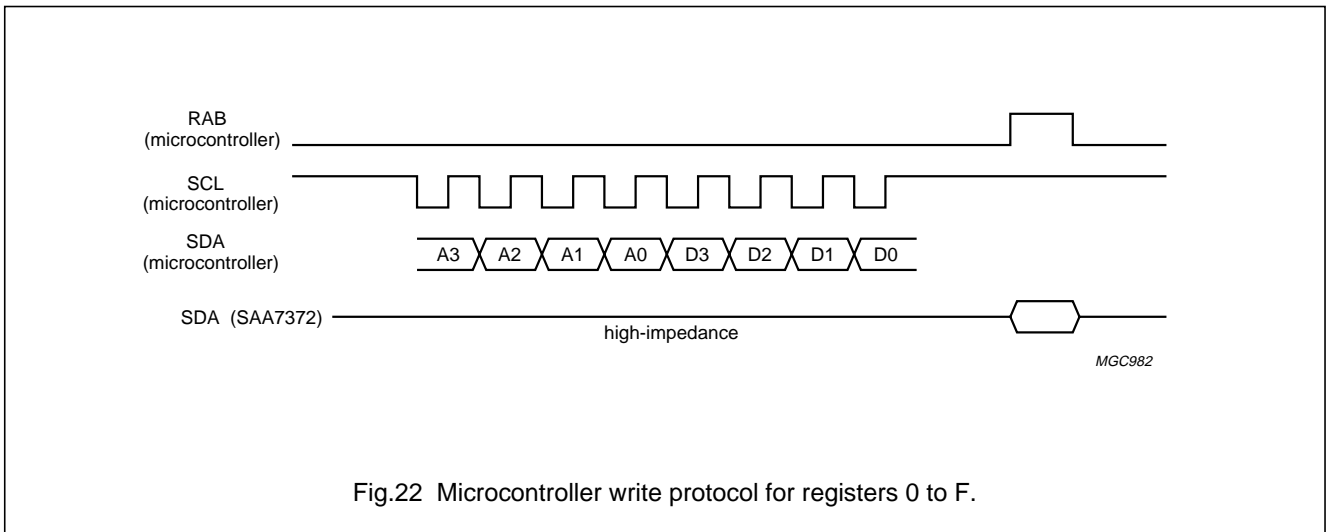 RAB
(microcontroller)
SCL
(microcontroller)
SDA
(microcontroller)
A3 A2 A1 A0 D3 D2 D1 D0
SDA (SAA7372)
high-impedance
MGC982
Fig.22 Microcontroller write protocol for registers 0 to F.